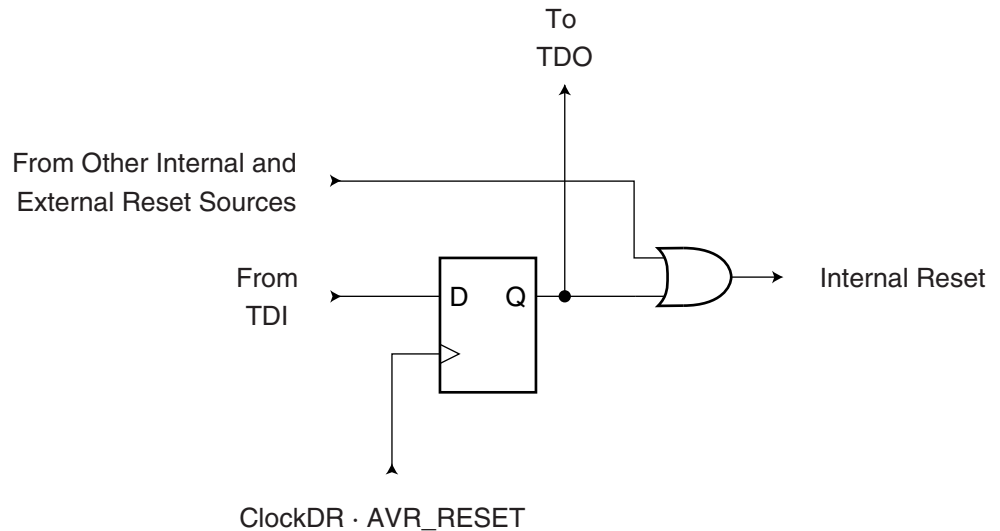 To
TDO
From Other Internal and
External Reset Sources
From
TDI
D
Q
Internal Reset
ClockDR · AVR_RESET